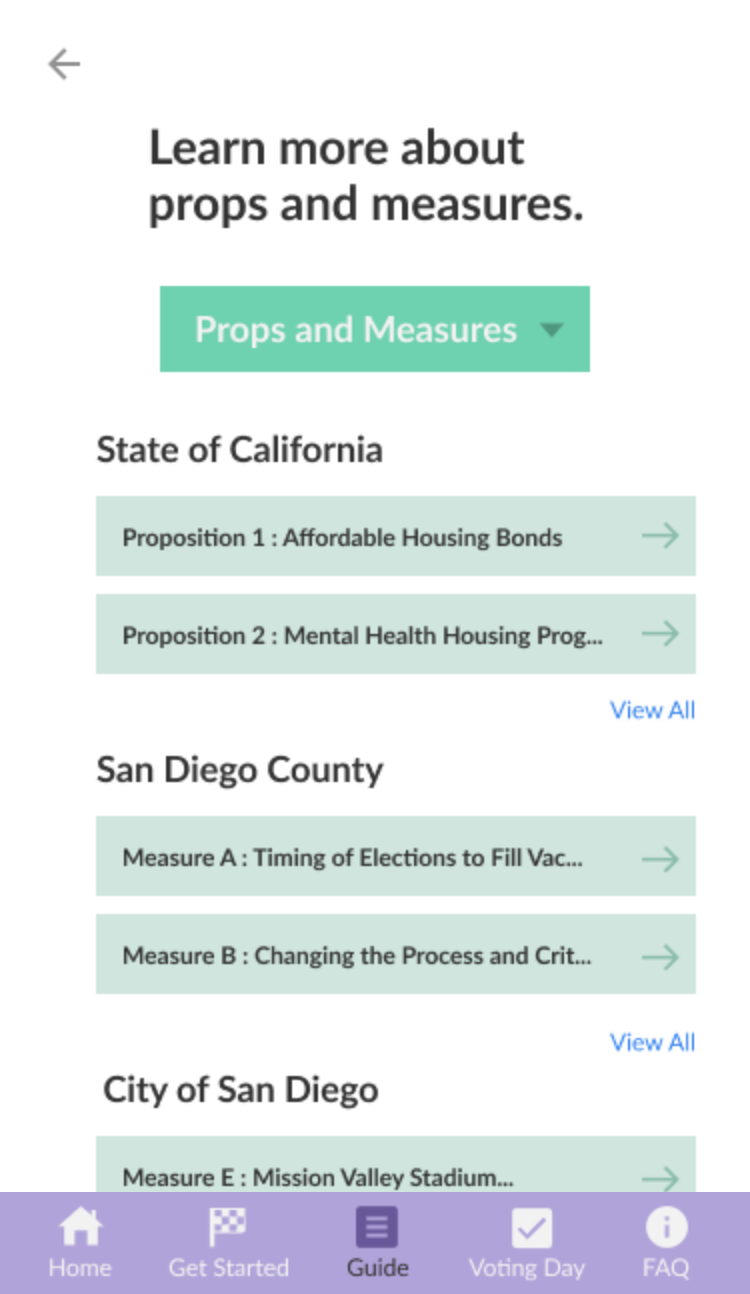 Learn more about
props and measures.
Props and Measures
State of California
Proposition 1 : Affordable Housing Bonds
Proposition 2 : Mental Health Housing Prog...
View All
San Diego County
Measure A : Timing of Elections to Fill Vac...
Measure B : Changing the Process and Crit...
View All
City of San Diego
Measure E : Mission Valley Stadium...
Home Get Started Guide Voting Day FAQ